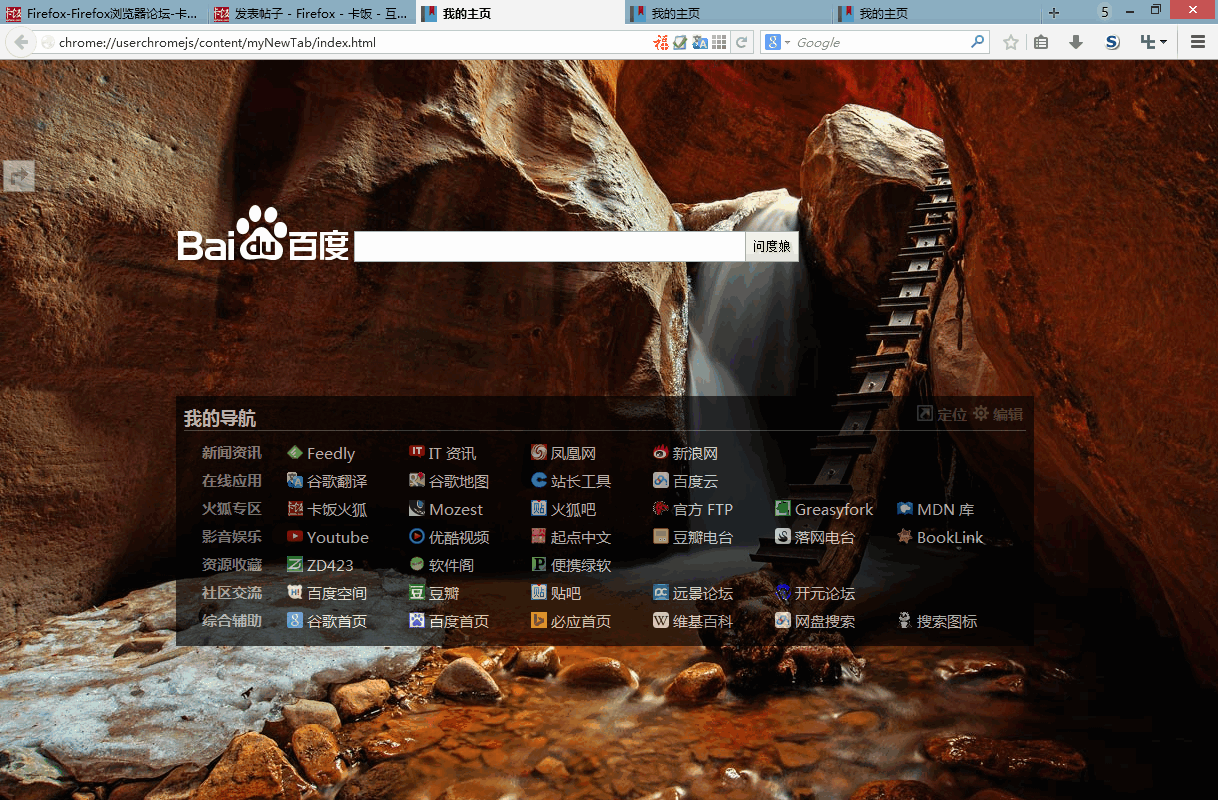 Firefox-Firefox浏览器论坛-卡... 发表帖子 - Firefox - 卡饭 - 互... 我的主页 我的主页 我的主页 5
chrome://userchromejs/content/myNewTab/index.html Google
Bai du 百度 问度娘
我的导航 定位 编辑
新闻资讯 Feedly IT 资讯 凤凰网 新浪网
在线应用 谷歌翻译 谷歌地图 站长工具 百度云
火狐专区 卡饭火狐 Mozest 火狐吧 官方 FTP Greasyfork MDN 库
影音娱乐 Youtube 优酷视频 起点中文 豆瓣电台 落网电台 BookLink
资源收藏 ZD423 软件阁 便携绿软
社区交流 百度空间 豆瓣 贴吧 远景论坛 开元论坛
综合辅助 谷歌首页 百度首页 必应首页 维基百科 网盘搜索 搜索图标